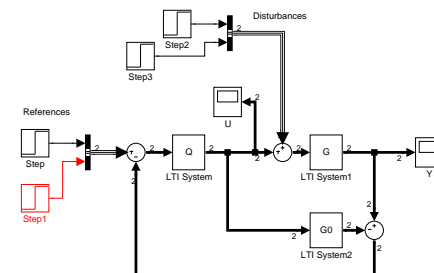 Disturbances
2
Step2
2
Step3
References
U
2
Step
2
2
Q
2
2
G
2
2
LTI System
LTI System1
Y
Step1
2
2
G0
2
LTI System2
2
2